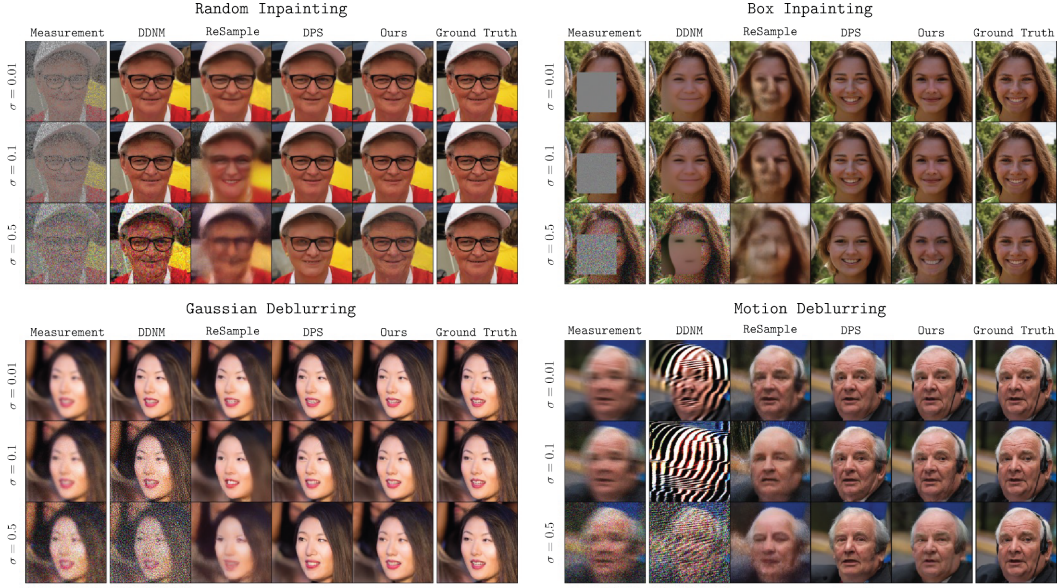 Random Inpainting
Measurement DDNM ReSample DPS Ours Ground Truth
σ = 0.01
σ = 0.1
σ = 0.5
Box Inpainting
Measurement DDNM ReSample DPS Ours Ground Truth
σ = 0.01
σ = 0.1
σ = 0.5
Gaussian Deblurring
Measurement DDNM ReSample DPS Ours Ground Truth
σ = 0.01
σ = 0.1
σ = 0.5
Motion Deblurring
Measurement DDNM ReSample DPS Ours Ground Truth
σ = 0.01
σ = 0.1
σ = 0.5